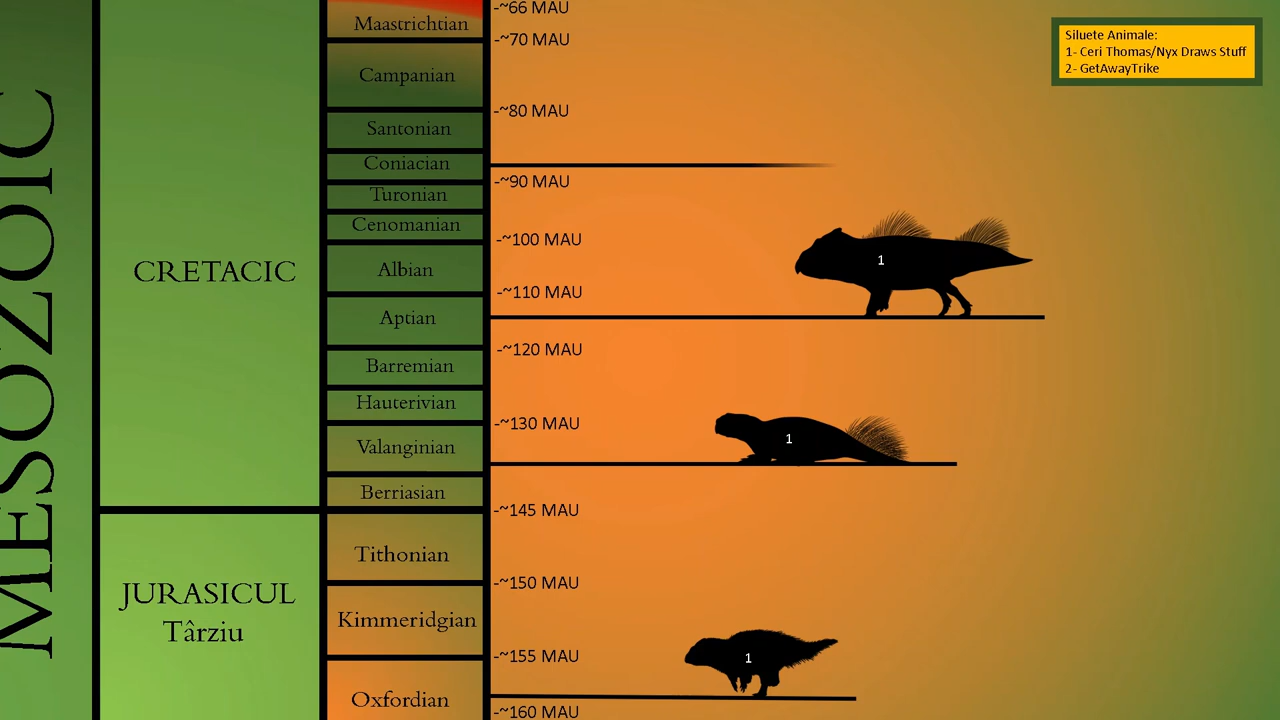 MESOZOIC
CRETACIC
JURASICUL
Târziu
Maastrichtian
Campanian
Santonian
Coniacian
Turonian
Cenomanian
Albian
Aptian
Barremian
Hauterivian
Valanginian
Berriasian
Tithonian
Kimmeridgian
Oxfordian
-~66 MAU
-~70 MAU
-~80 MAU
-~90 MAU
-~100 MAU
-~110 MAU
-~120 MAU
-~130 MAU
-~145 MAU
-~150 MAU
-~155 MAU
-~160 MAU
1
1
1
Siluete Animale:
1- Ceri Thomas/Nyx Draws Stuff
2- GetAwayTrike